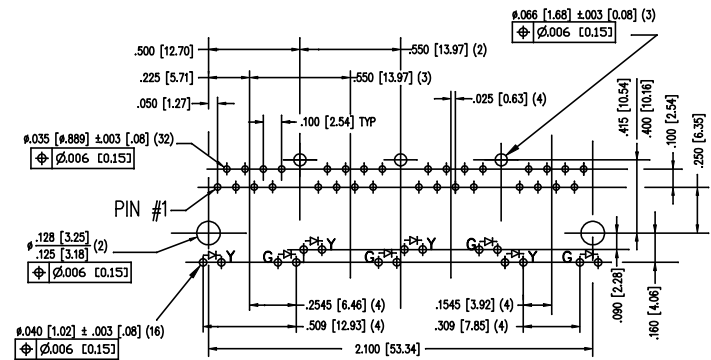 ø.066 [1.68] ±.003 [0.08] (3)
⌖ Ø.006 [0.15]
.500 [12.70]
.550 [13.97] (2)
.225 [5.71]
.550 [13.97] (3)
.050 [1.27]
.025 [0.63] (4)
.100 [2.54] TYP
.415 [10.54]
.400 [10.16]
.100 [2.54]
.250 [6.35]
ø.035 [ø.889] ±.003 [.08] (32)
⌖ Ø.006 [0.15]
PIN #1
ø .128 [3.25] (2)
.125 [3.18]
⌖ Ø.006 [0.15]
Y G Y G Y G Y G
.2545 [6.46] (4)
.1545 [3.92] (4)
.509 [12.93] (4)
.309 [7.85] (4)
.090 [2.28]
.160 [4.06]
ø.040 [1.02] ± .003 [.08] (16)
⌖ Ø.006 [0.15]
2.100 [53.34]